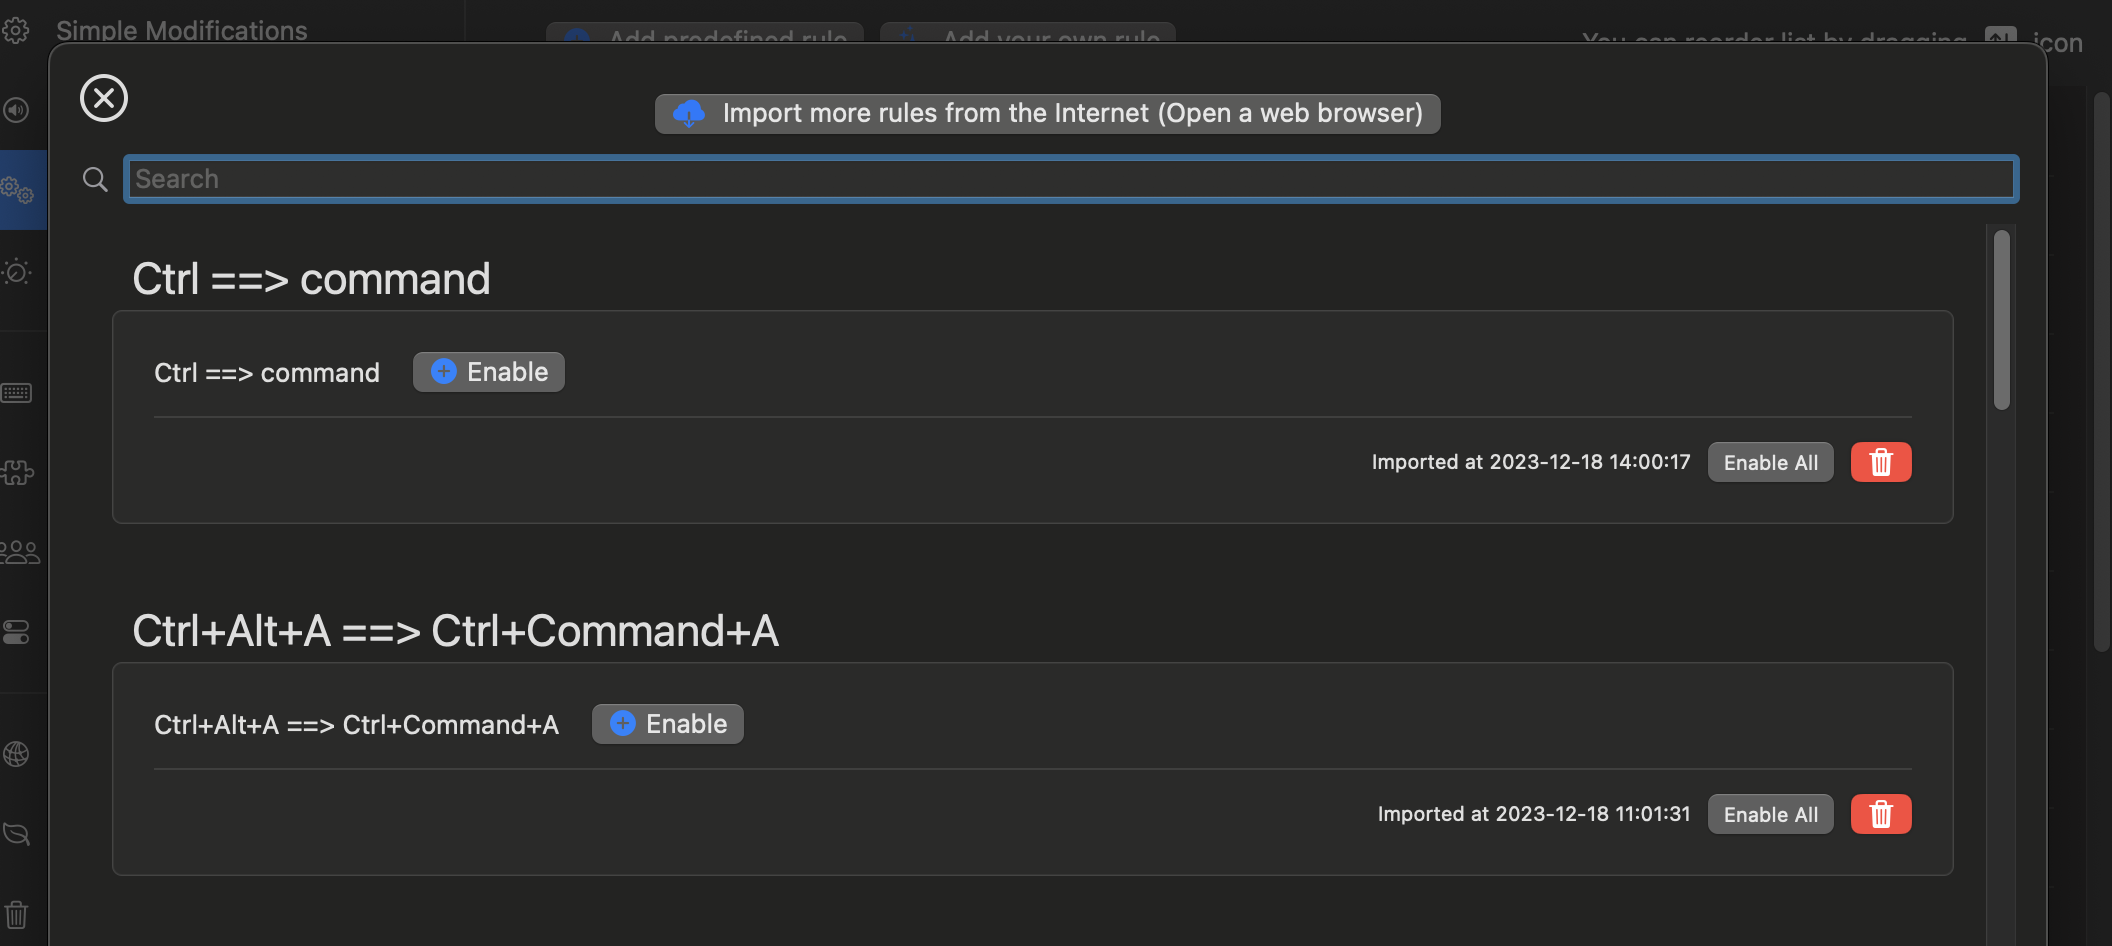 Simple Modifications
Add predefined rule
Add your own rule
You can reorder list by dragging
icon
Import more rules from the Internet (Open a web browser)
Search
Ctrl ==> command
Ctrl ==> command
Enable
Imported at 2023-12-18 14:00:17
Enable All
Ctrl+Alt+A ==> Ctrl+Command+A
Ctrl+Alt+A ==> Ctrl+Command+A
Enable
Imported at 2023-12-18 11:01:31
Enable All